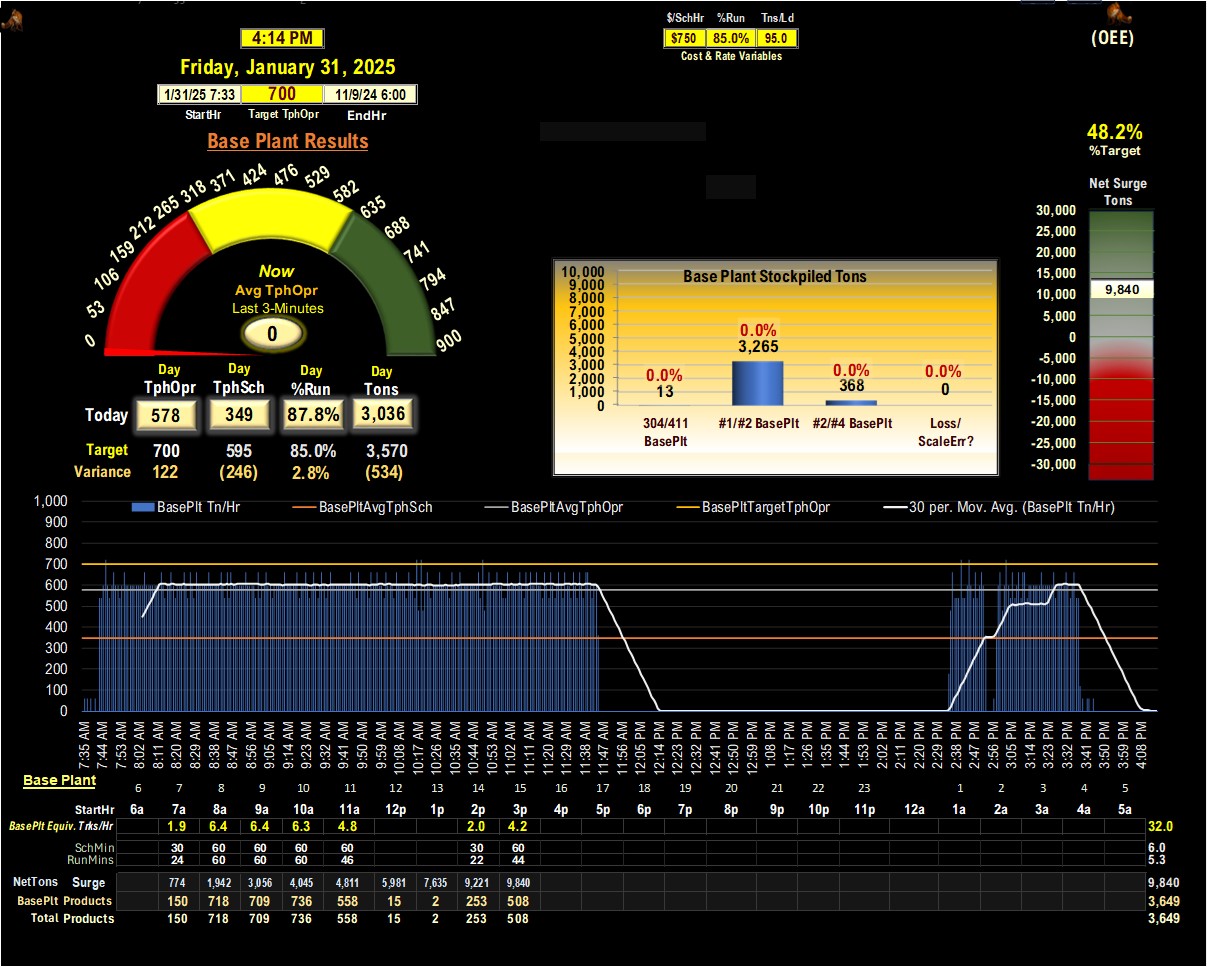 $/SchHr %Run Tns/Ld
4:14 PM
$750 85.0% 95.0
(OEE)
Cost & Rate Variables
Friday, January 31, 2025
1/31/25 7:33 700 11/9/24 6:00
StartHr Target TphOpr EndHr
Base Plant Results
48.2%
%Target
Net Surge
Tons
0 53 106 159 212 265 318 371 424 476 529 582 635 688 741 794 847 900
Now
Avg TphOpr
Last 3-Minutes
0
30,000
25,000
20,000
15,000
10,000
5,000
0
-5,000
-10,000
-15,000
-20,000
-25,000
-30,000
9,840
Base Plant Stockpiled Tons
10,000
9,000
8,000
7,000
6,000
5,000
4,000
3,000
2,000
1,000
0
0.0% 0.0% 0.0% 0.0%
13 3,265 368 0
304/411 BasePlt
#1/#2 BasePlt
#2/#4 BasePlt
Loss/ ScaleErr?
Day Day Day Day
TphOpr TphSch %Run Tons
Today 578 349 87.8% 3,036
Target 700 595 85.0% 3,570
Variance 122 (246) 2.8% (534)
BasePlt Tn/Hr BasePltAvgTphSch BasePltAvgTphOpr BasePltTargetTphOpr 30 per. Mov. Avg. (BasePlt Tn/Hr)
1,000
900
800
700
600
500
400
300
200
100
0
7:35 AM 7:44 AM 7:53 AM 8:02 AM 8:11 AM 8:20 AM 8:29 AM 8:38 AM 8:47 AM 8:56 AM 9:05 AM 9:14 AM 9:23 AM 9:32 AM 9:41 AM 9:50 AM 9:59 AM 10:08 AM 10:17 AM 10:26 AM 10:35 AM 10:44 AM 10:53 AM 11:02 AM 11:11 AM 11:20 AM 11:29 AM 11:38 AM 11:47 AM 11:56 AM 12:05 PM 12:14 PM 12:23 PM 12:32 PM 12:41 PM 12:50 PM 12:59 PM 1:08 PM 1:17 PM 1:26 PM 1:35 PM 1:44 PM 1:53 PM 2:02 PM 2:11 PM 2:20 PM 2:29 PM 2:38 PM 2:47 PM 2:56 PM 3:05 PM 3:14 PM 3:23 PM 3:32 PM 3:41 PM 3:50 PM 3:59 PM 4:08 PM
Base Plant
6 7 8 9 10 11 12 13 14 15 16 17 18 19 20 21 22 23 1 2 3 4 5
StartHr 6a 7a 8a 9a 10a 11a 12p 1p 2p 3p 4p 5p 6p 7p 8p 9p 10p 11p 12a 1a 2a 3a 4a 5a
BasePlt Equiv. Trks/Hr 1.9 6.4 6.4 6.3 4.8 2.0 4.2 32.0
SchMin 30 60 60 60 60 30 60 6.0
RunMins 24 60 60 60 46 22 44 5.3
NetTons Surge 774 1,942 3,056 4,045 4,811 5,981 7,635 9,221 9,840 9,840
BasePlt Products 150 718 709 736 558 15 2 253 508 3,649
Total Products 150 718 709 736 558 15 2 253 508 3,649